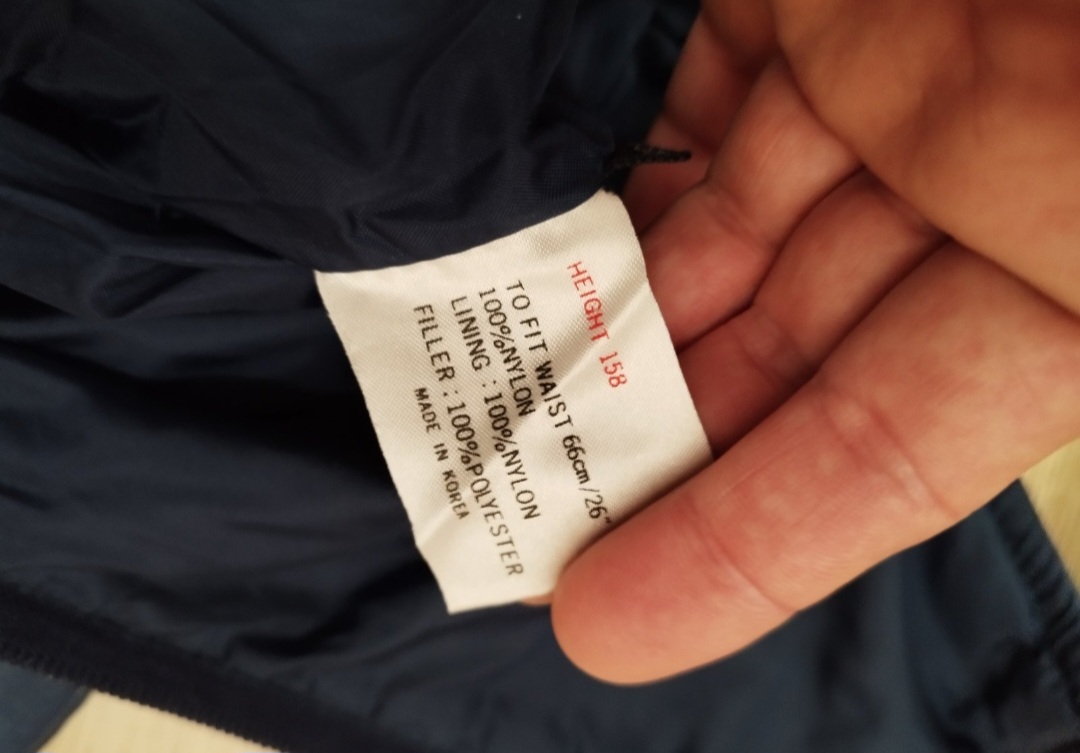 HEIGHT 158
TO FIT WAIST 66cm/26"
100%NYLON
LINING : 100%NYLON
FILLER : 100%POLYESTER
MADE IN KOREA